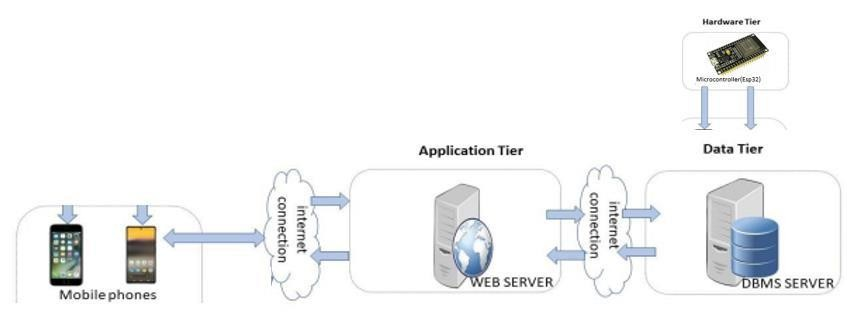 Hardware Tier
Microcontroller(Esp32)
Application Tier
Data Tier
internet
connection
internet
connection
WEB SERVER
DBMS SERVER
Mobile phones